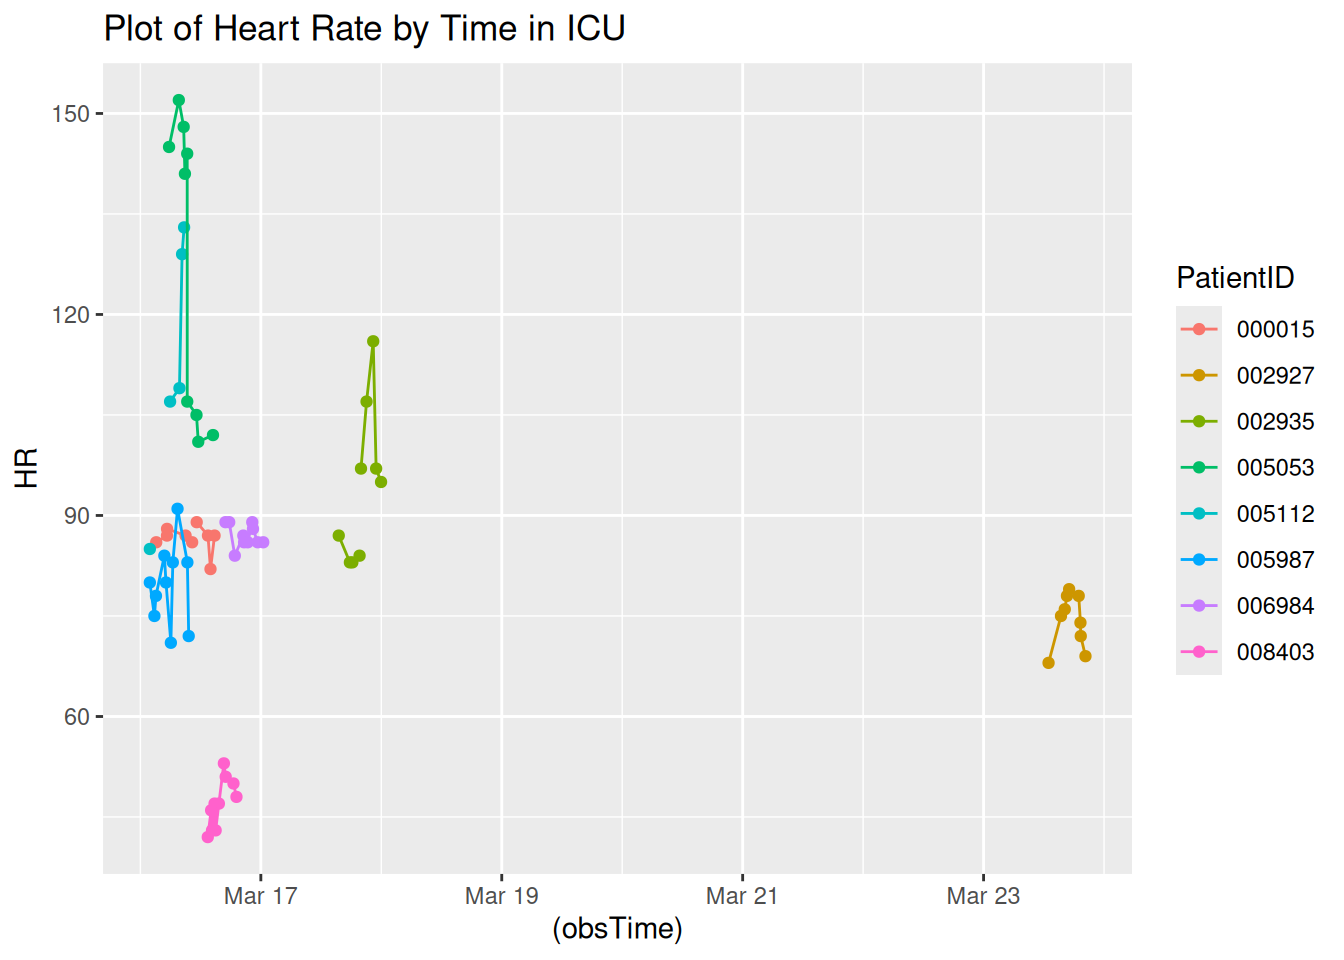 Plot of Heart Rate by Time in ICU
150
120
90
60
HR
Mar 17
Mar 19
Mar 21
Mar 23
(obsTime)
PatientID
000015
002927
002935
005053
005112
005987
006984
008403